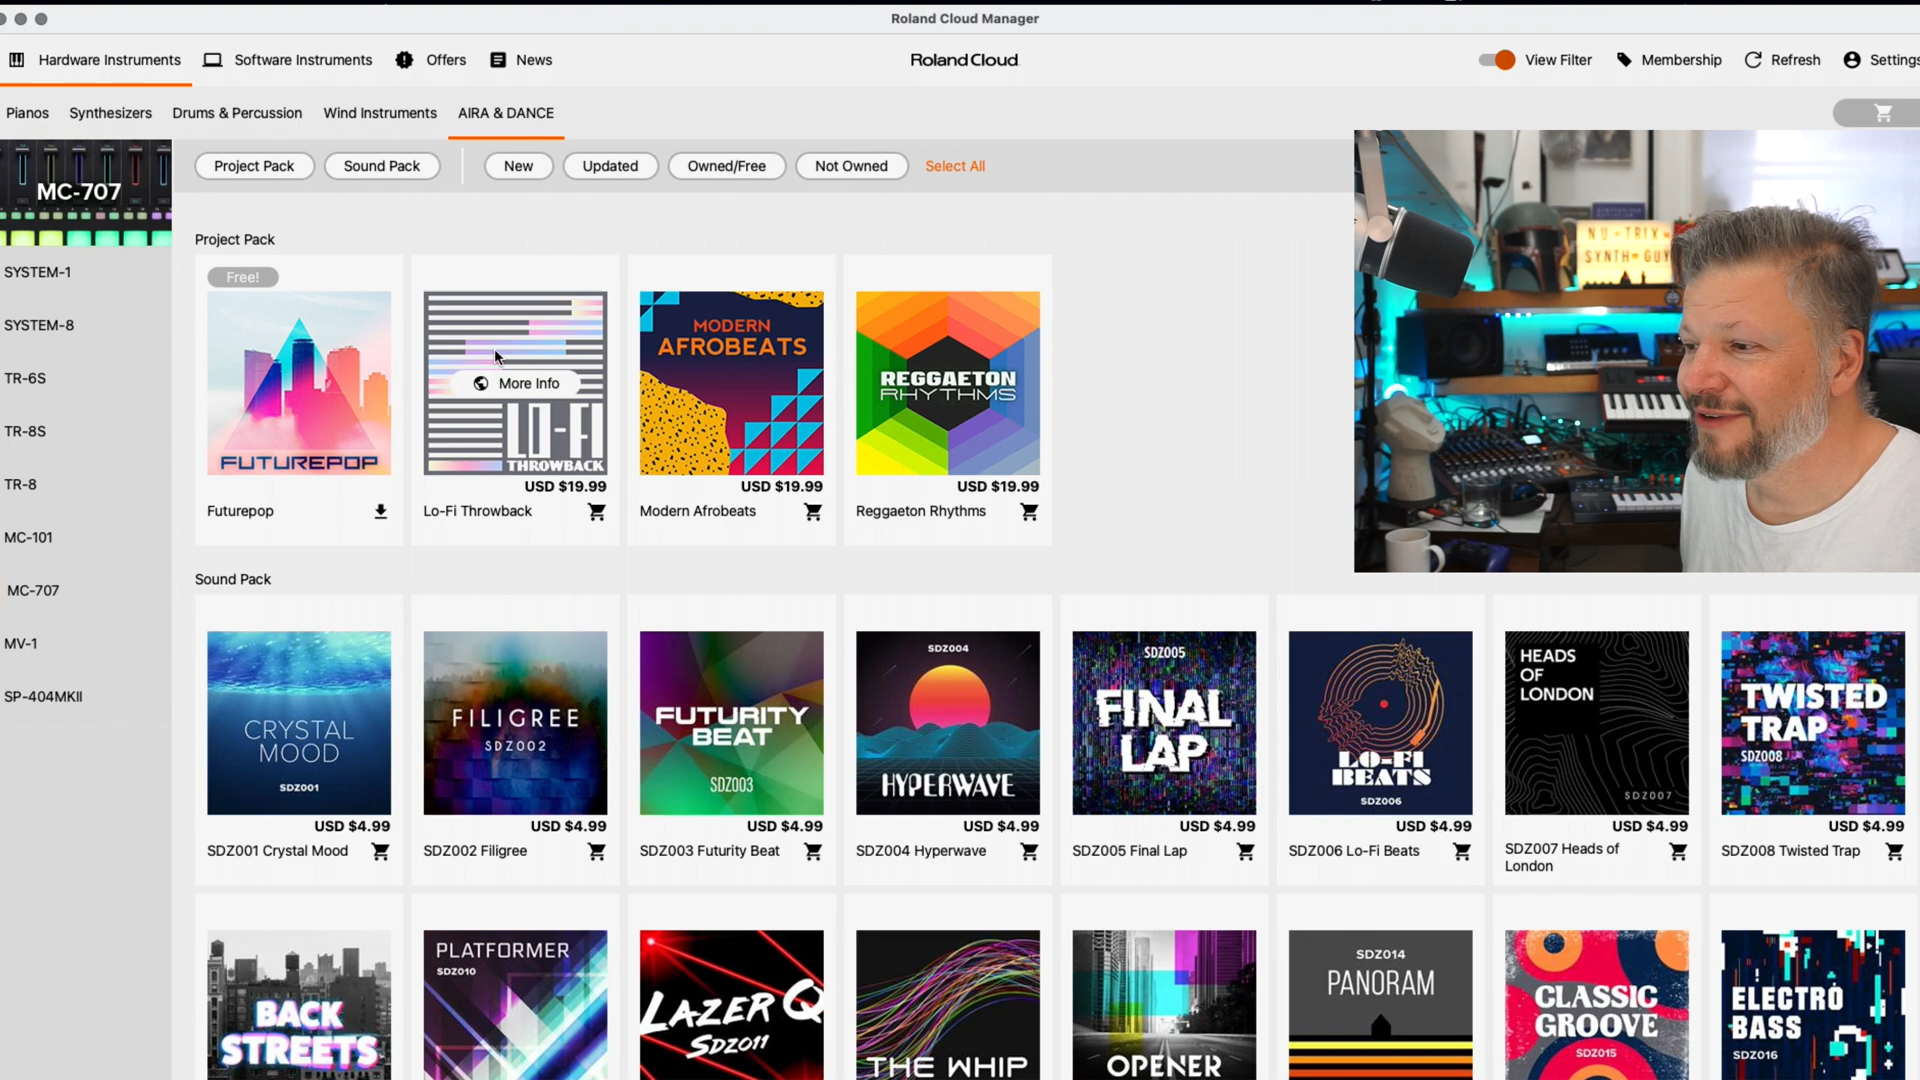 Roland Cloud Manager
Hardware Instruments Software Instruments Offers News
Roland Cloud
View Filter Membership Refresh Settings
Pianos Synthesizers Drums & Percussion Wind Instruments AIRA & DANCE
MC-707
Project Pack Sound Pack New Updated Owned/Free Not Owned Select All
SYSTEM-1
SYSTEM-8
TR-6S
TR-8S
TR-8
MC-101
MC-707
MV-1
SP-404MKII
NU-TRIX
SYNTH GUY
Project Pack
Free!
FUTUREPOP
Futurepop
More Info
LO-FI
THROWBACK
USD $19.99
Lo-Fi Throwback
MODERN
AFROBEATS
USD $19.99
Modern Afrobeats
REGGAETON
RHYTHMS
USD $19.99
Reggaeton Rhythms
Sound Pack
CRYSTAL
MOOD
SDZ001
USD $4.99
SDZ001 Crystal Mood
FILIGREE
SDZ002
USD $4.99
SDZ002 Filigree
FUTURITY
BEAT
SDZ003
USD $4.99
SDZ003 Futurity Beat
SDZ004
HYPERWAVE
USD $4.99
SDZ004 Hyperwave
SDZ005
FINAL
LAP
USD $4.99
SDZ005 Final Lap
LO-FI
BEATS
SDZ006
USD $4.99
SDZ006 Lo-Fi Beats
HEADS
OF
LONDON
SDZ007
USD $4.99
SDZ007 Heads of
London
TWISTED
TRAP
SDZ008
USD $4.99
SDZ008 Twisted Trap
BACK
STREETS
PLATFORMER
SDZ010
LAZER Q
SDZ011
THE WHIP
OPENER
SDZ014
PANORAM
CLASSIC
GROOVE
SDZ015
ELECTRO
BASS
SDZ016